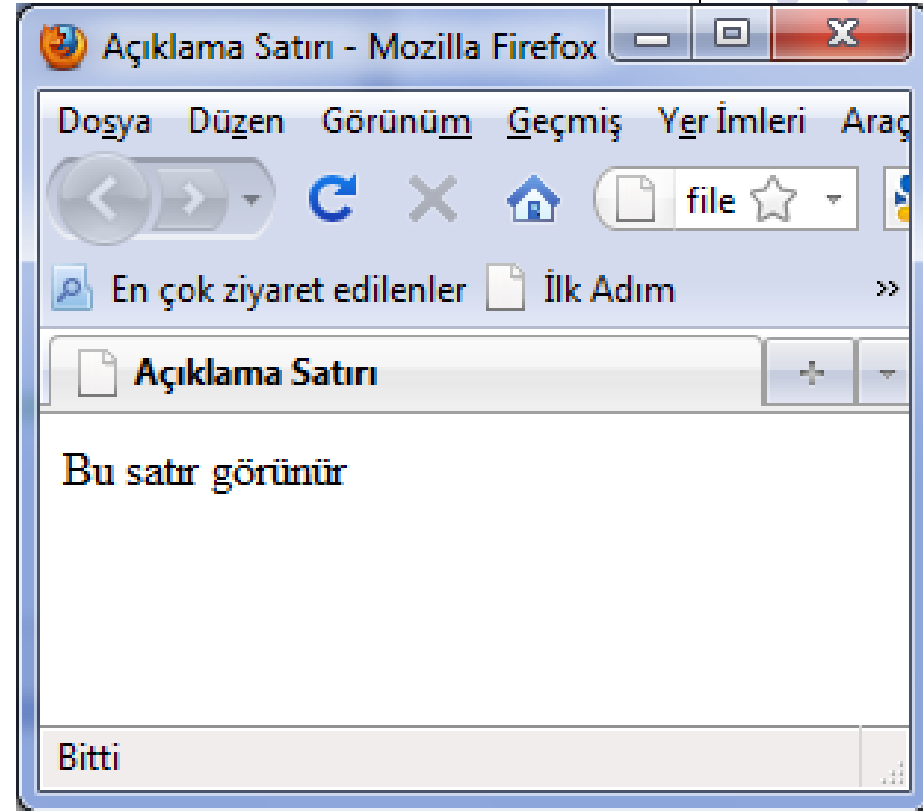 Açıklama Satırı - Mozilla Firefox
Dosya Düzen Görünüm Geçmiş Yer İmleri Araç
file
En çok ziyaret edilenler İlk Adım »
Açıklama Satırı
Bu satır görünür
Bitti